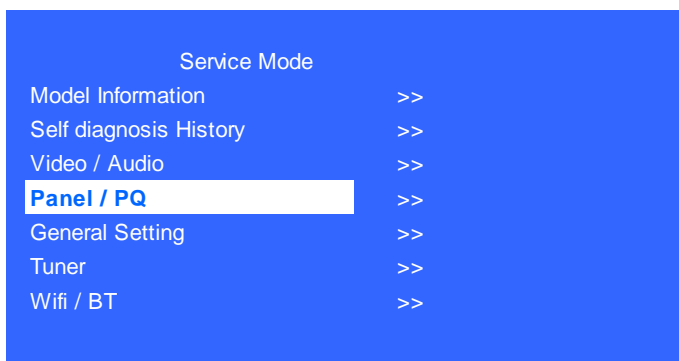 Service Mode
Model Information >>
Self diagnosis History >>
Video / Audio >>
Panel / PQ >>
General Setting >>
Tuner >>
Wifi / BT >>